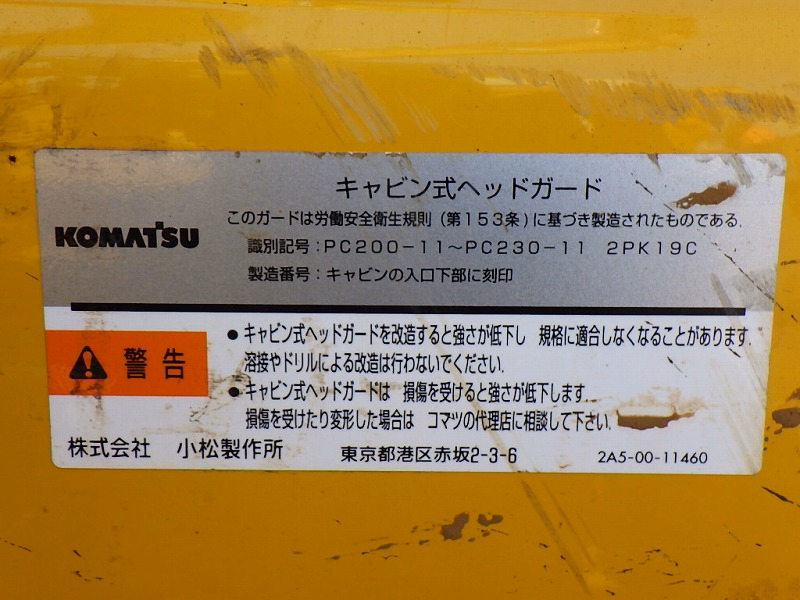 キャビン式ヘッドガード
このガードは労働安全衛生規則(第153条)に基づき製造されたものである.
KOMATSU
識別記号:PC200-11~PC230-11 2PK19C
製造番号:キャビンの入口下部に刻印
●キャビン式ヘッドガードを改造すると強さが低下し 規格に適合しなくなることがあります.
溶接やドリルによる改造は行わないでください.
警告
●キャビン式ヘッドガードは 損傷を受けると強さが低下します.
損傷を受けたり変形した場合は コマツの代理店に相談して下さい.
株式会社 小松製作所 東京都港区赤坂2-3-6 2A5-00-11460